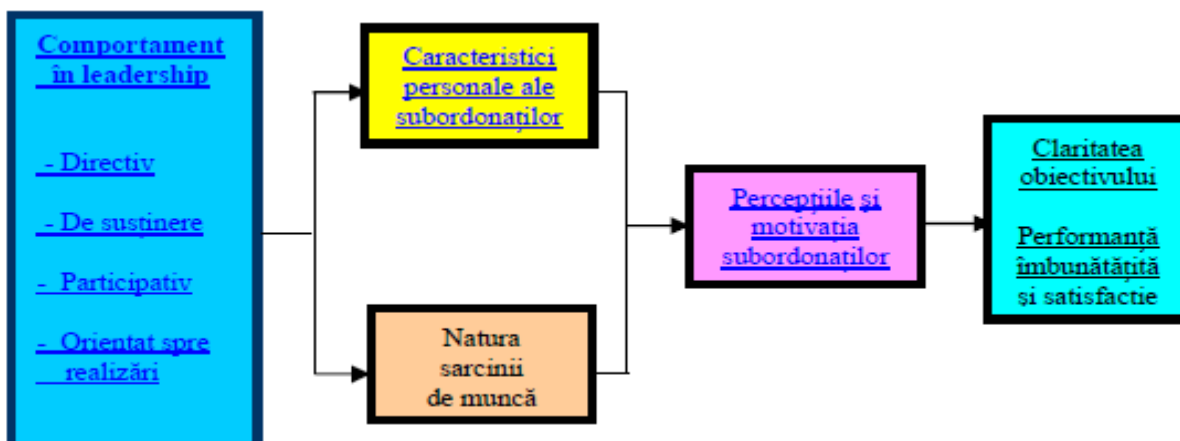 Comportament
în leadership
- Directiv
- De susținere
- Participativ
- Orientat spre
realizări
Caracteristici
personale ale
subordonaților
Natura
sarcinii
de muncă
Percepțiile și
motivația
subordonaților
Claritatea
obiectivului
Performanță
îmbunătățită
și satisfactie